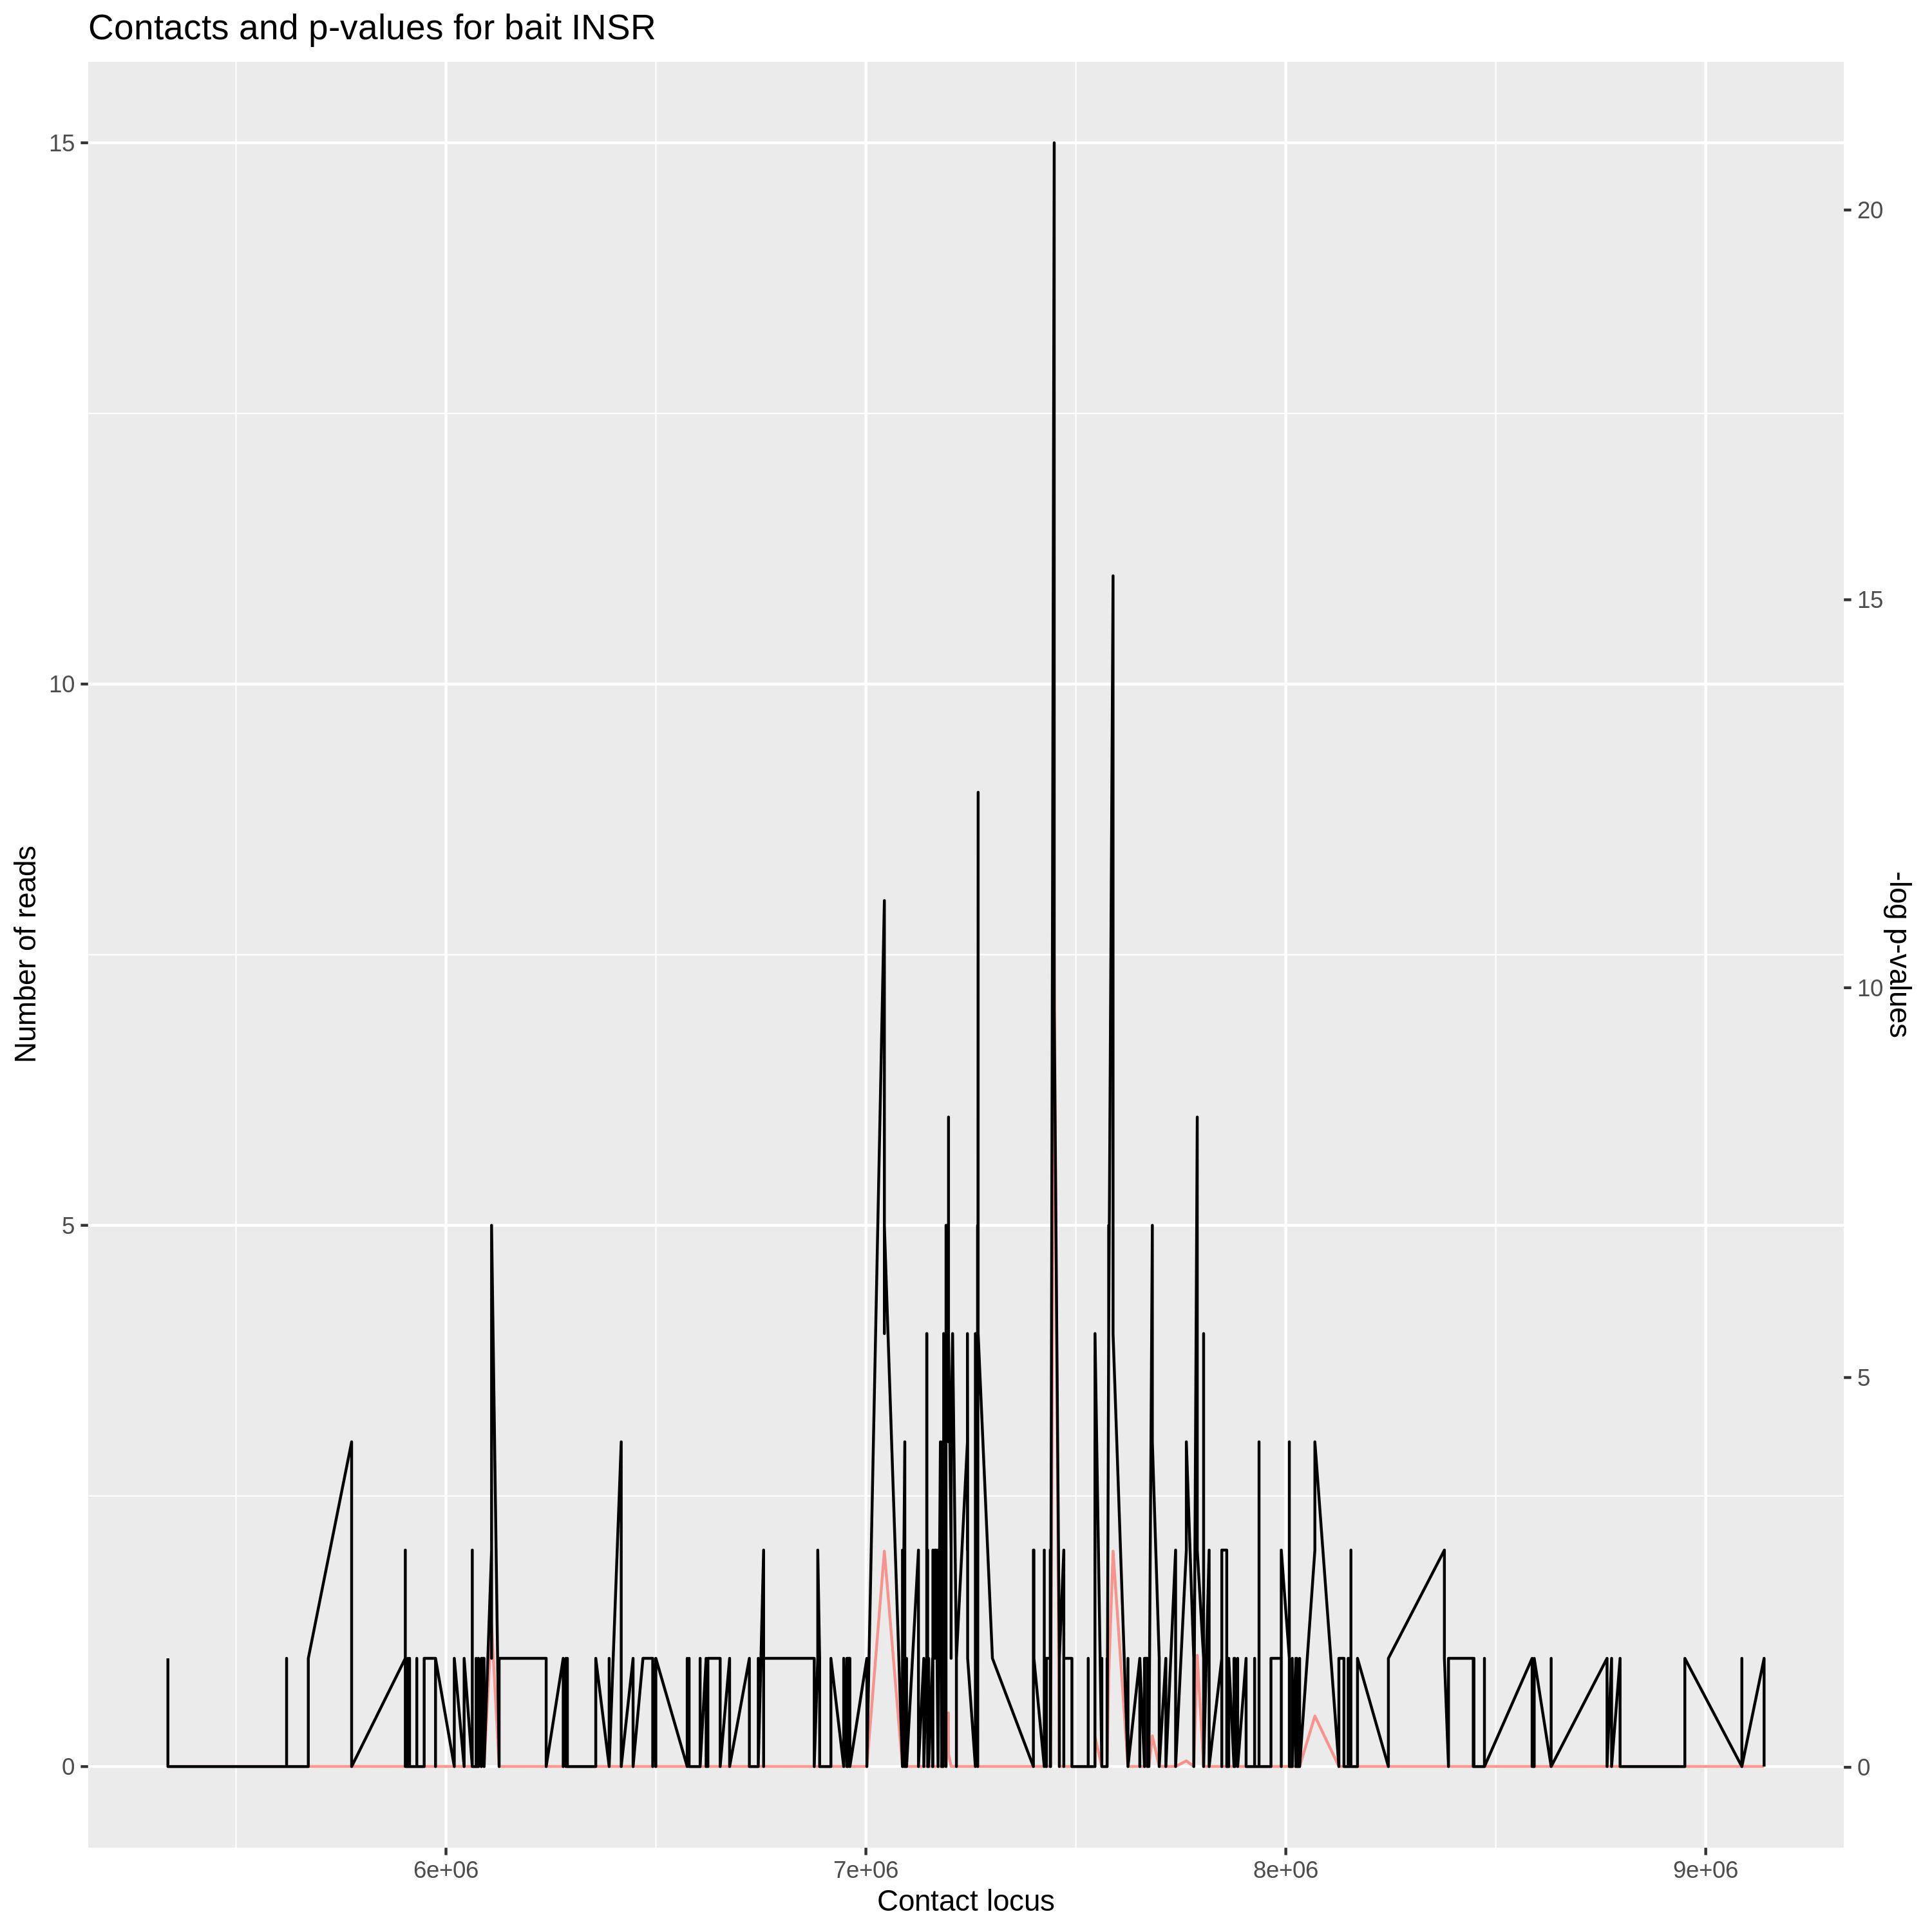 Contacts and p-values for bait INSR
15
10
5
0
Number of reads
20
15
10
5
0
-log p-values
6e+06
7e+06
8e+06
9e+06
Contact locus